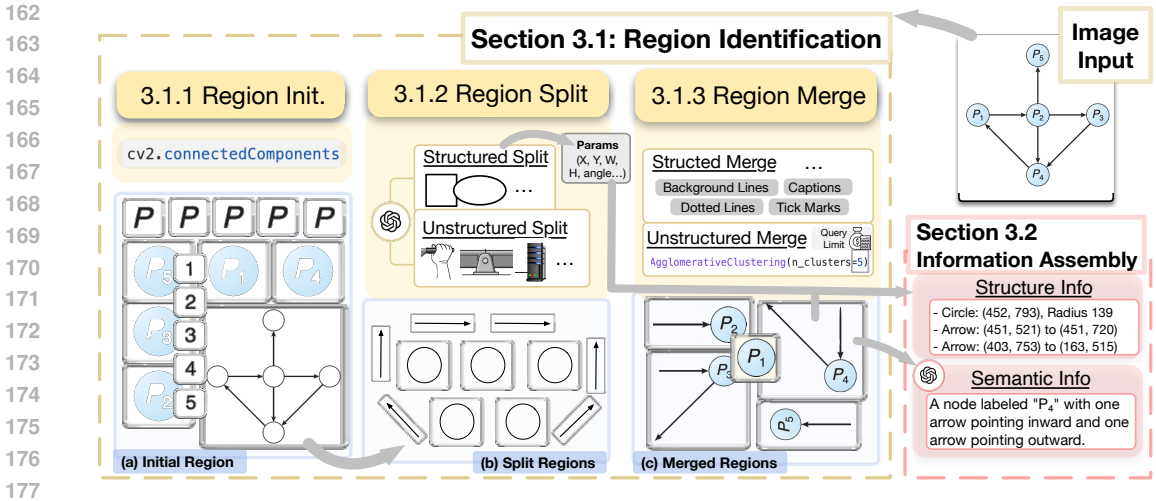 162
163
164
165
166
167
168
169
170
171
172
173
174
175
176
177
Section 3.1: Region Identification
Image
Input
P5
P1
P2
P3
P4
3.1.1 Region Init.
cv2.connectedComponents
P P P P P
P5 P1 P4
P3
P2
1
2
3
4
5
(a) Initial Region
3.1.2 Region Split
Structured Split
...
Params
(X, Y, W,
H, angle...)
Unstructured Split
...
(b) Split Regions
3.1.3 Region Merge
Structed Merge ...
Background Lines Captions
Dotted Lines Tick Marks
Unstructured Merge
Query
Limit
AgglomerativeClustering(n_clusters=5)
P2
P3
P1
P4
P5
(c) Merged Regions
Section 3.2
Information Assembly
Structure Info
- Circle: (452, 793), Radius 139
- Arrow: (451, 521) to (451, 720)
- Arrow: (403, 753) to (163, 515)
Semantic Info
A node labeled "P4" with one
arrow pointing inward and one
arrow pointing outward.